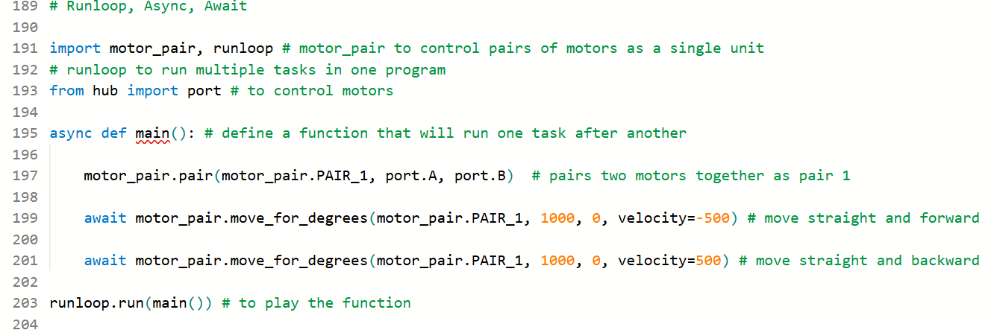 189 # Runloop, Async, Await
190
191 import motor_pair, runloop # motor_pair to control pairs of motors as a single unit
192 # runloop to run multiple tasks in one program
193 from hub import port # to control motors
194
195 async def main(): # define a function that will run one task after another
196
197     motor_pair.pair(motor_pair.PAIR_1, port.A, port.B)  # pairs two motors together as pair 1
198
199     await motor_pair.move_for_degrees(motor_pair.PAIR_1, 1000, 0, velocity=-500) # move straight and forward
200
201     await motor_pair.move_for_degrees(motor_pair.PAIR_1, 1000, 0, velocity=500) # move straight and backward
202
203 runloop.run(main()) # to play the function
204